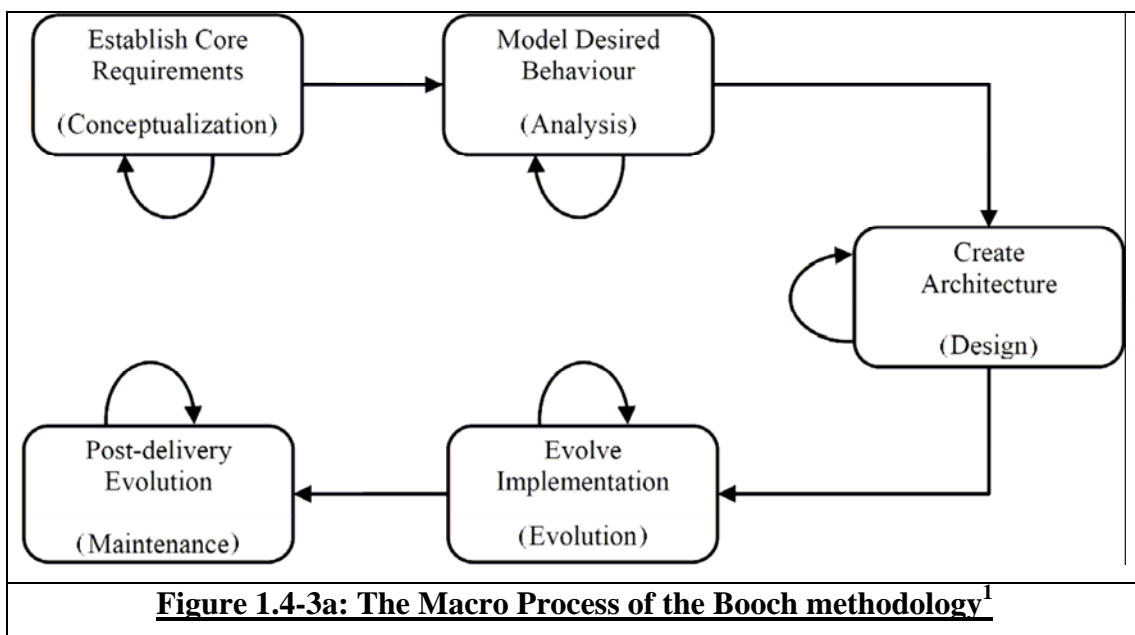 Establish Core
Requirements
(Conceptualization)
Model Desired
Behaviour
(Analysis)
Create
Architecture
(Design)
Post-delivery
Evolution
(Maintenance)
Evolve
Implementation
(Evolution)
Figure 1.4-3a: The Macro Process of the Booch methodology1